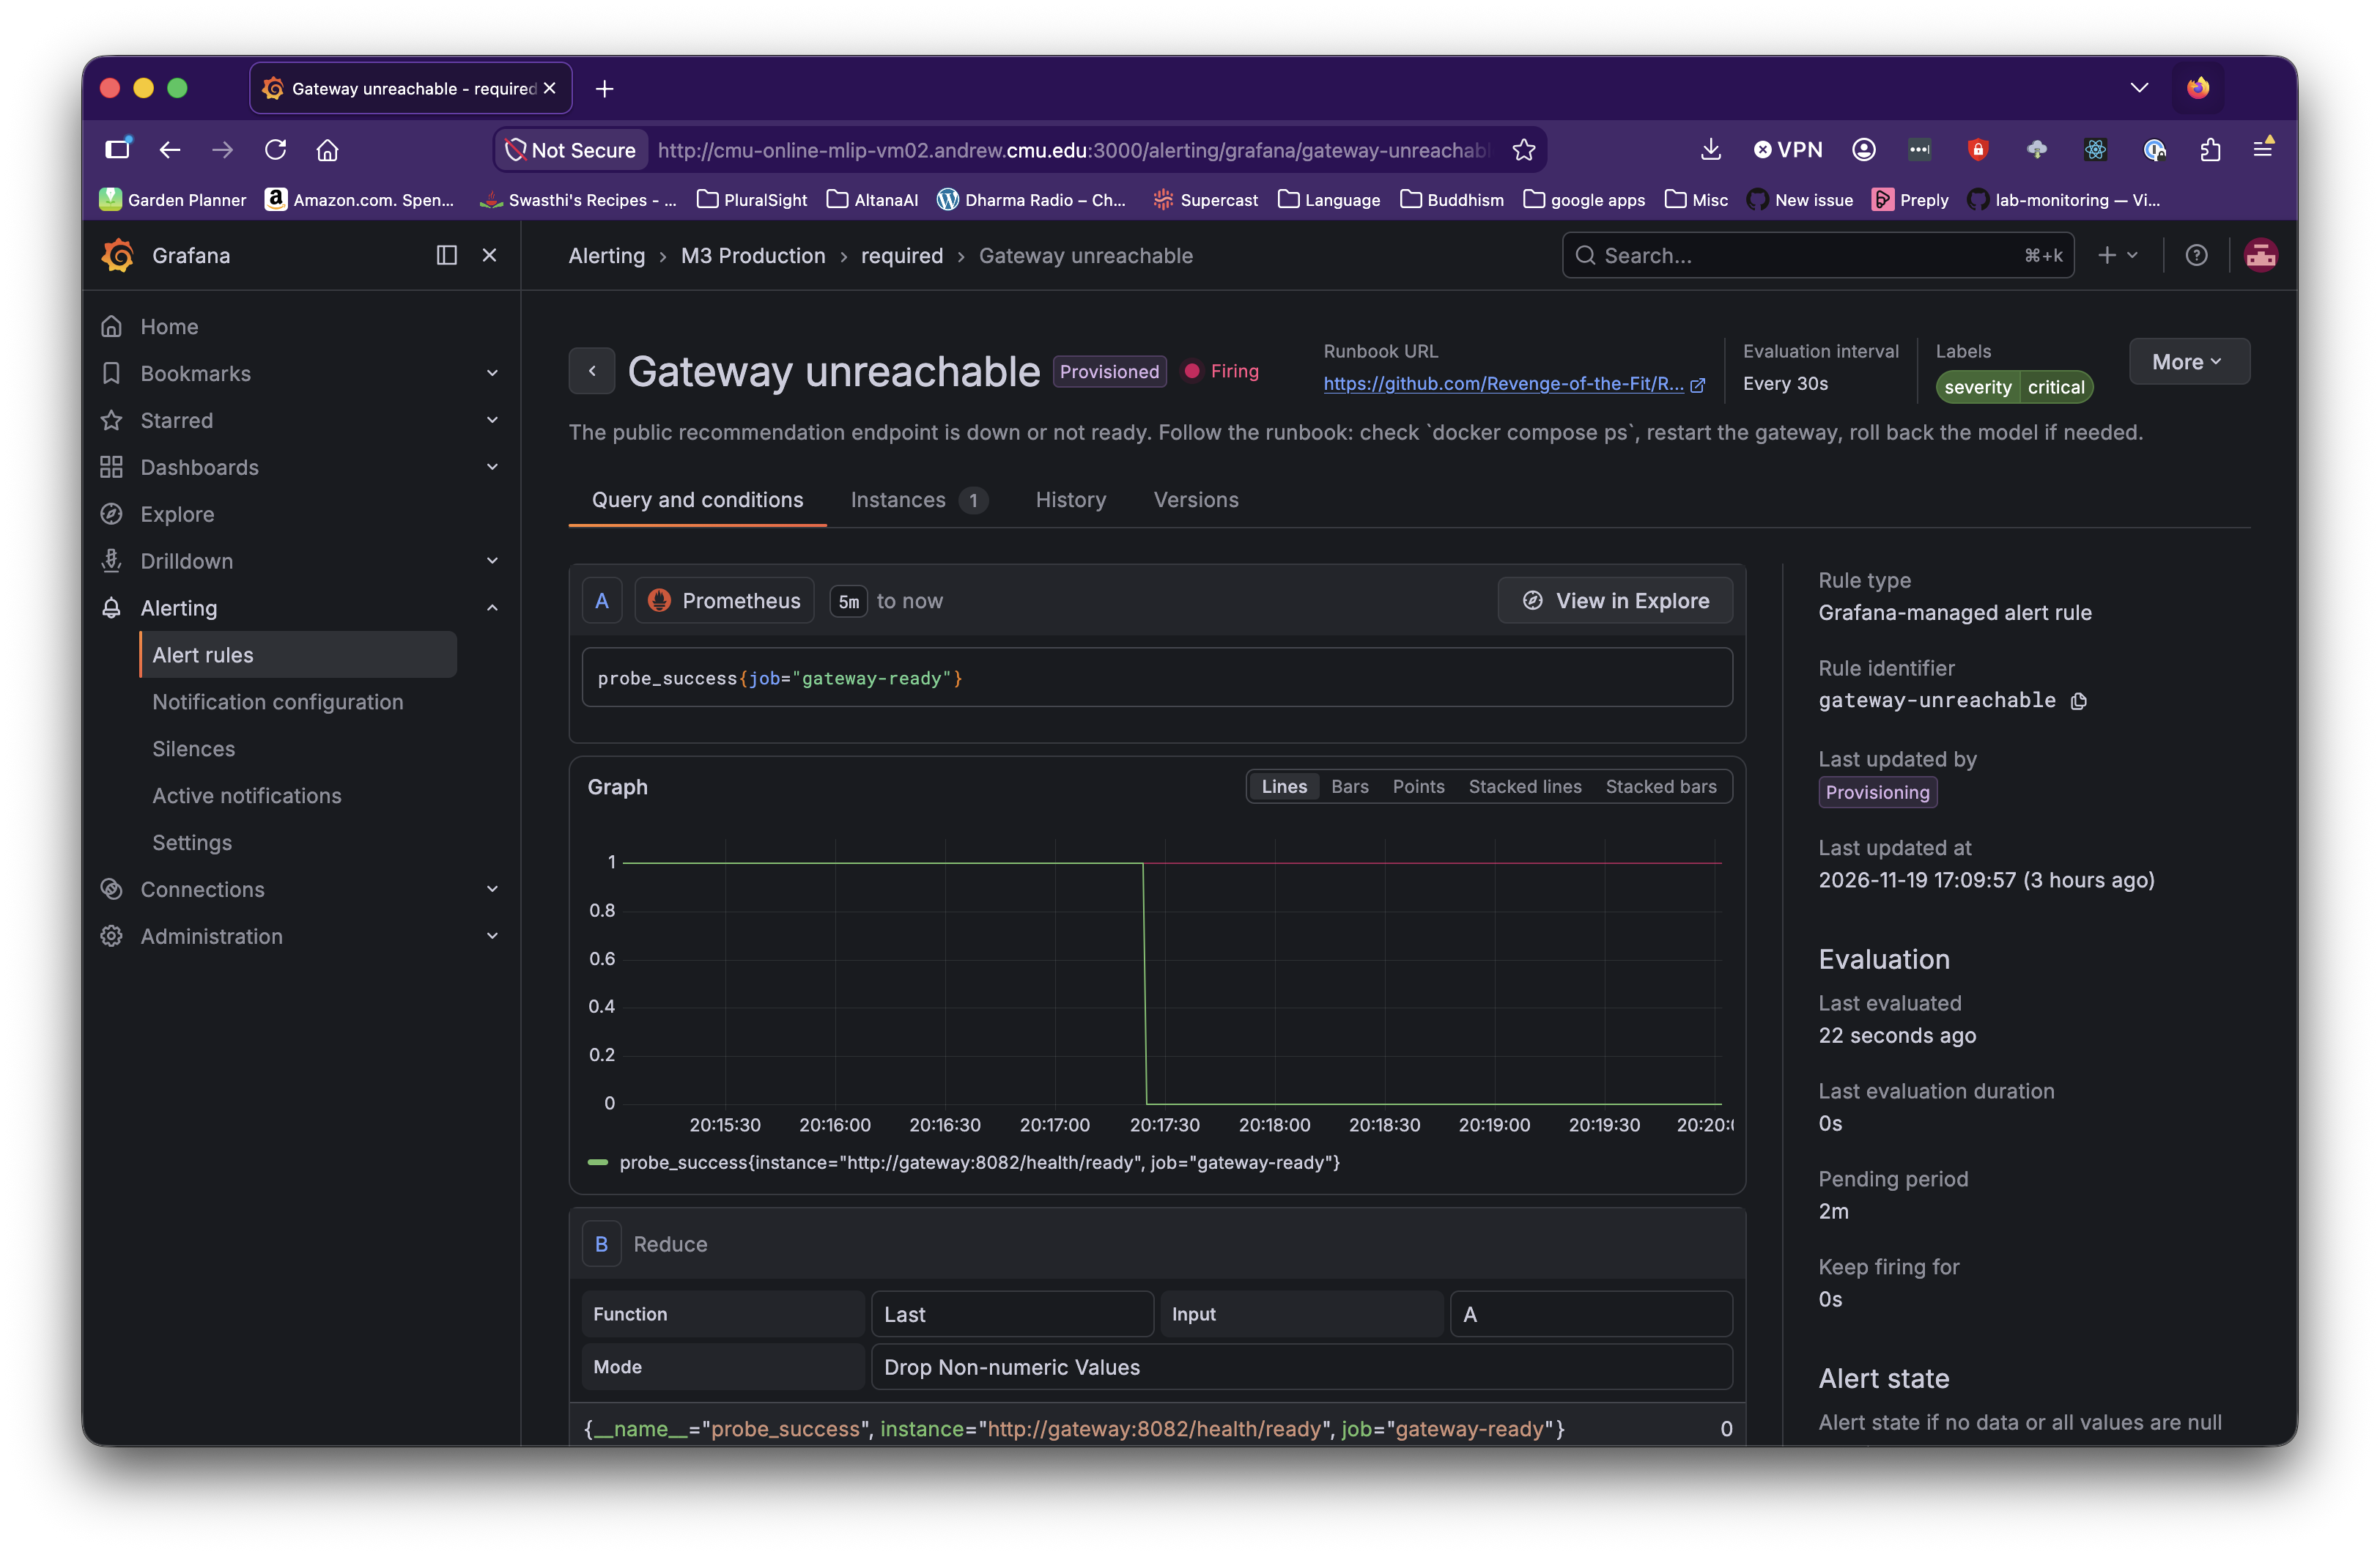 Gateway unreachable - required
Not Secure
http://cmu-online-mlip-vm02.andrew.cmu.edu:3000/alerting/grafana/gateway-unreachabl
VPN
Garden Planner
Amazon.com. Spen...
Swasthi's Recipes - ...
PluralSight
AltanaAI
Dharma Radio – Ch...
Supercast
Language
Buddhism
google apps
Misc
New issue
Preply
lab-monitoring — Vi...
Grafana
Alerting › M3 Production › required › Gateway unreachable
Search...
⌘+k
Home
Bookmarks
Starred
Dashboards
Explore
Drilldown
Alerting
Alert rules
Notification configuration
Silences
Active notifications
Settings
Connections
Administration
Gateway unreachable
Provisioned
Firing
Runbook URL
https://github.com/Revenge-of-the-Fit/R...
Evaluation interval
Every 30s
Labels
severity critical
More
The public recommendation endpoint is down or not ready. Follow the runbook: check `docker compose ps`, restart the gateway, roll back the model if needed.
Query and conditions
Instances 1
History
Versions
A
Prometheus
5m to now
View in Explore
probe_success{job="gateway-ready"}
Graph
Lines
Bars
Points
Stacked lines
Stacked bars
1
0.8
0.6
0.4
0.2
0
20:15:30
20:16:00
20:16:30
20:17:00
20:17:30
20:18:00
20:18:30
20:19:00
20:19:30
20:20:0
probe_success{instance="http://gateway:8082/health/ready", job="gateway-ready"}
B
Reduce
Function
Last
Input
A
Mode
Drop Non-numeric Values
{__name__="probe_success", instance="http://gateway:8082/health/ready", job="gateway-ready"}
0
Rule type
Grafana-managed alert rule
Rule identifier
gateway-unreachable
Last updated by
Provisioning
Last updated at
2026-11-19 17:09:57 (3 hours ago)
Evaluation
Last evaluated
22 seconds ago
Last evaluation duration
0s
Pending period
2m
Keep firing for
0s
Alert state
Alert state if no data or all values are null